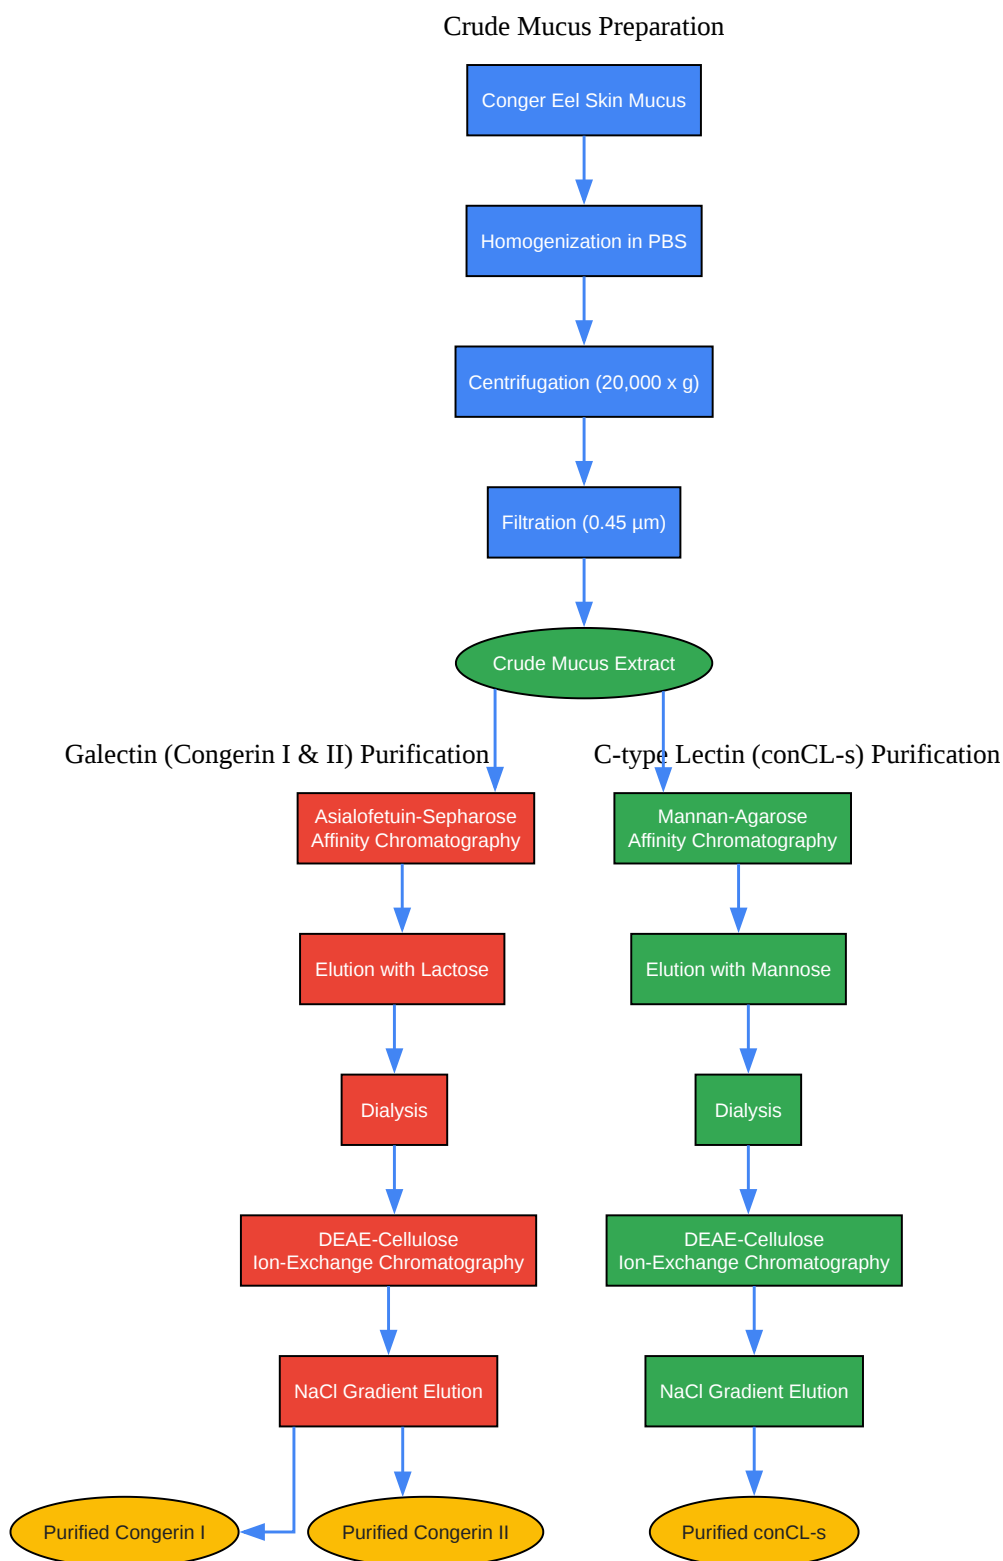 Crude Mucus Preparation
Conger Eel Skin Mucus
Homogenization in PBS
Centrifugation (20,000 x g)
Filtration (0.45 µm)
Crude Mucus Extract
Galectin (Congerin I & II) Purification
Asialofetuin-Sepharose
Affinity Chromatography
Elution with Lactose
Dialysis
DEAE-Cellulose
Ion-Exchange Chromatography
NaCl Gradient Elution
Purified Congerin I
Purified Congerin II
C-type Lectin (conCL-s) Purification
Mannan-Agarose
Affinity Chromatography
Elution with Mannose
Dialysis
DEAE-Cellulose
Ion-Exchange Chromatography
NaCl Gradient Elution
Purified conCL-s